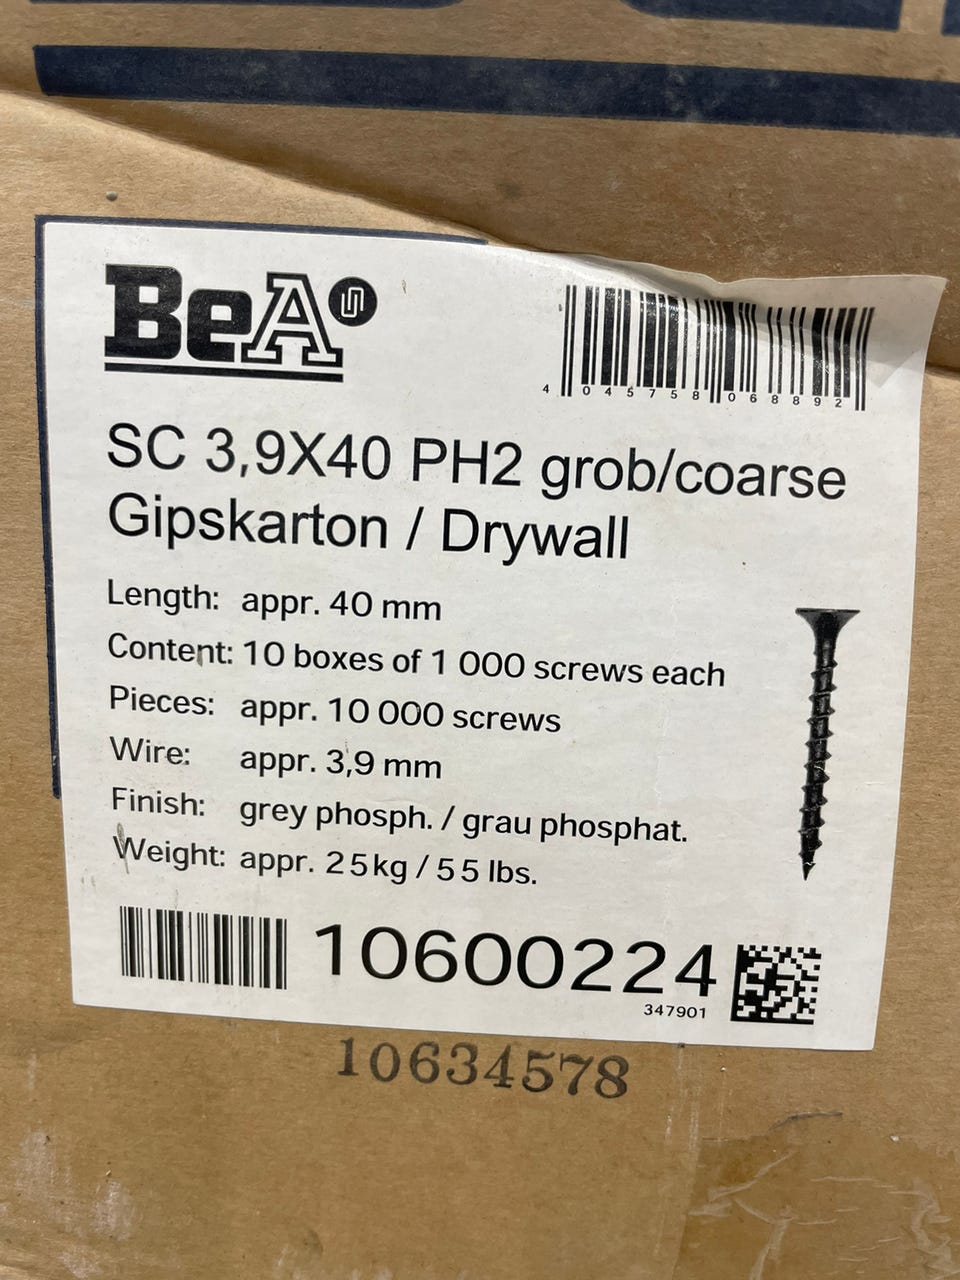 BeA
4 045758 068892
SC 3,9X40 PH2 grob/coarse
Gipskarton / Drywall
Length: appr. 40 mm
Content: 10 boxes of 1 000 screws each
Pieces: appr. 10 000 screws
Wire: appr. 3,9 mm
Finish: grey phosph. / grau phosphat.
Weight: appr. 25kg / 55 lbs.
10600224
347901
10634578